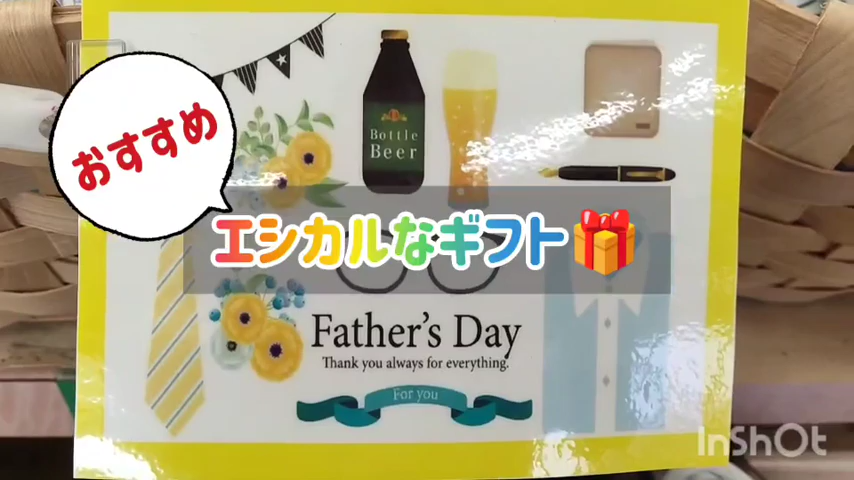 おすすめ
Bottle
Beer
エシカルなギフト🎁
Father's Day
Thank you always for everything.
For you
InShOt